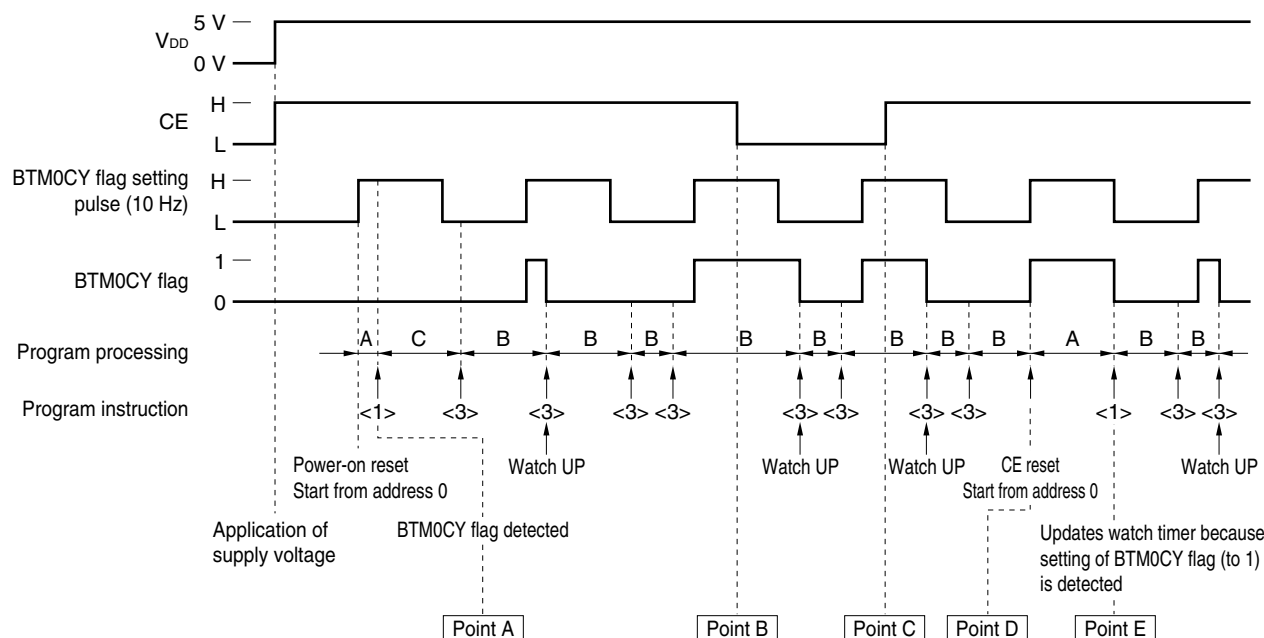 5 V
VDD
0 V
H
CE
L
BTM0CY flag setting
pulse (10 Hz)
H
L
1
BTM0CY flag
0
Program processing
A C B B B B B B B B A B B
Program instruction
<1> <3> <3> <3> <3> <3> <3> <3> <3> <1> <3> <3>
Power-on reset
Start from address 0
Watch UP
Watch UP
Watch UP
CE reset
Start from address 0
Watch UP
Application of
supply voltage
BTM0CY flag detected
Updates watch timer because
setting of BTM0CY flag (to 1)
is detected
Point A
Point B
Point C
Point D
Point E